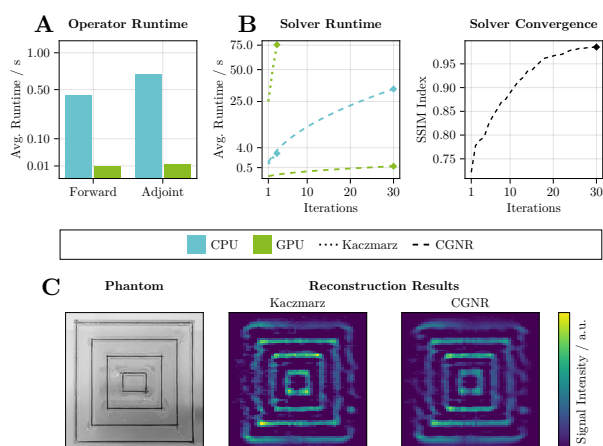 A
Operator Runtime
Avg. Runtime / s
1.00
0.50
0.10
0.01
Forward
Adjoint
B
Solver Runtime
Avg. Runtime / s
75.0
50.0
25.0
4.0
0.5
1
10
20
30
Iterations
Solver Convergence
SSIM Index
0.95
0.90
0.85
0.80
0.75
1
10
20
30
Iterations
CPU
GPU
Kaczmarz
CGNR
C
Phantom
Reconstruction Results
Kaczmarz
CGNR
Signal Intensity / a.u.